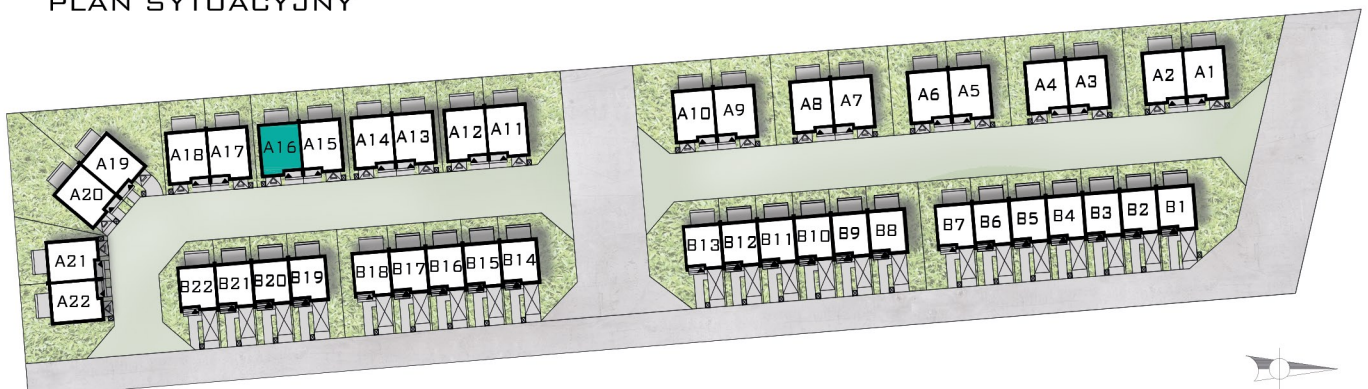 PLAN SYTUACYJNY
A10 A9 A8 A7 A6 A5 A4 A3 A2 A1
A19 A18 A17 A16 A15 A14 A13 A12 A11
A20
B13 B12 B11 B10 B9 B8 B7 B6 B5 B4 B3 B2 B1
A21
A22
B22 B21 B20 B19 B18 B17 B16 B15 B14